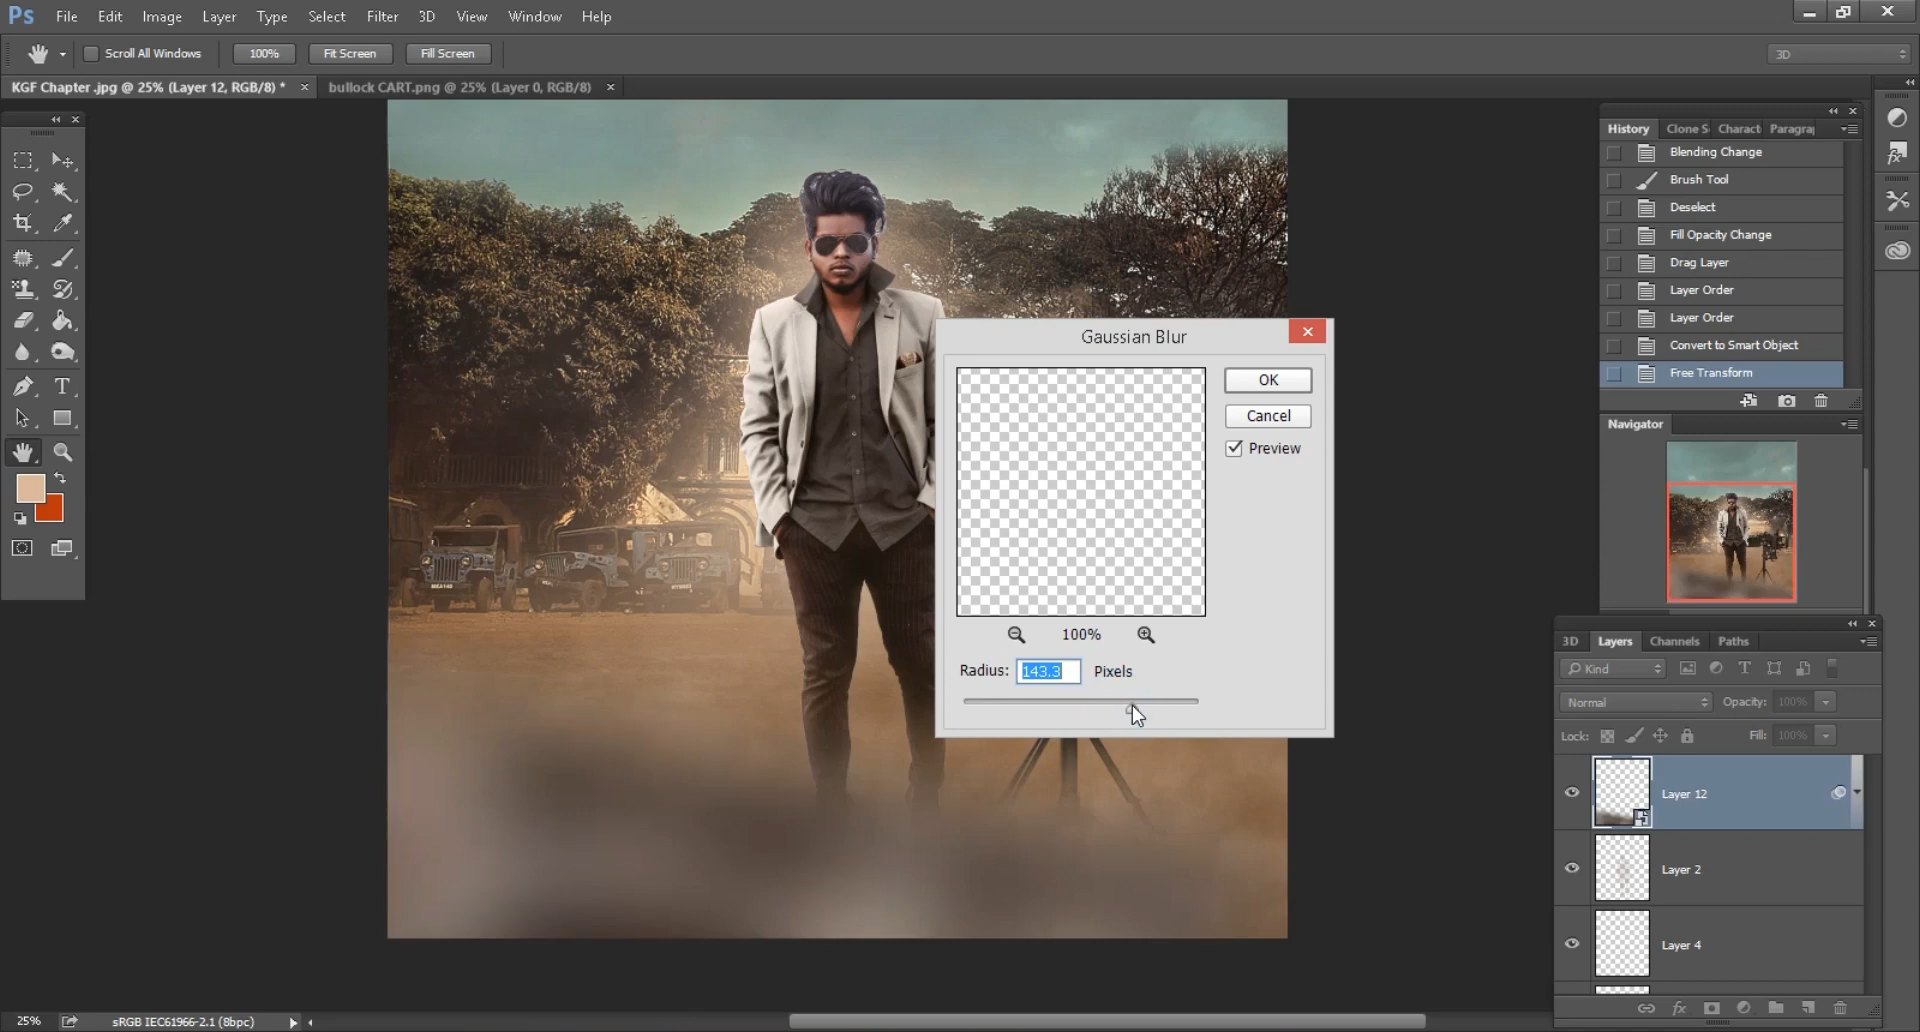 Ps File Edit Image Layer Type Select Filter 3D View Window Help
Scroll All Windows 100% Fit Screen Fill Screen 3D
KGF Chapter .jpg @ 25% (Layer 12, RGB/8) * × bullock CART.png @ 25% (Layer 0, RGB/8) ×
History Clone S Charact Paragra
Blending Change
Brush Tool
Deselect
Fill Opacity Change
Drag Layer
Layer Order
Layer Order
Convert to Smart Object
Free Transform
Navigator
Gaussian Blur
OK
Cancel
Preview
100%
Radius: 143.3 Pixels
3D Layers Channels Paths
Kind
Normal Opacity: 100%
Lock: Fill: 100%
Layer 12
Layer 2
Layer 4
25% sRGB IEC61966-2.1 (8bpc)